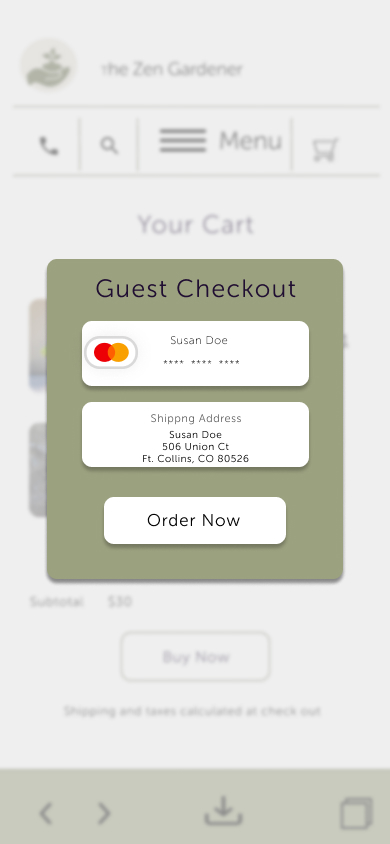 The Zen Gardener
Menu
Your Cart
Guest Checkout
Susan Doe
**** **** ****
Shippng Address
Susan Doe
506 Union Ct
Ft. Collins, CO 80526
Order Now
Subtotal $30
Buy Now
Shipping and taxes calculated at check out